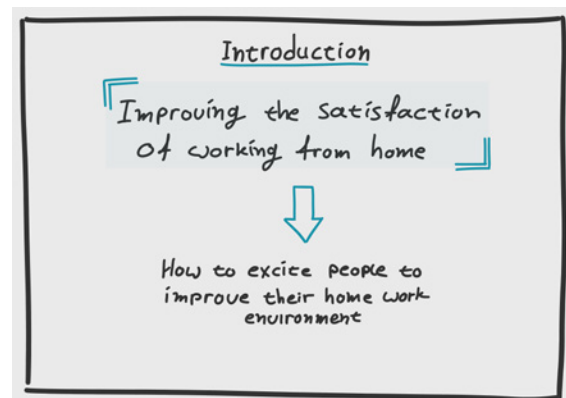 Introduction
Improving the satisfaction
of working from home
How to excite people to
improve their home work
environment